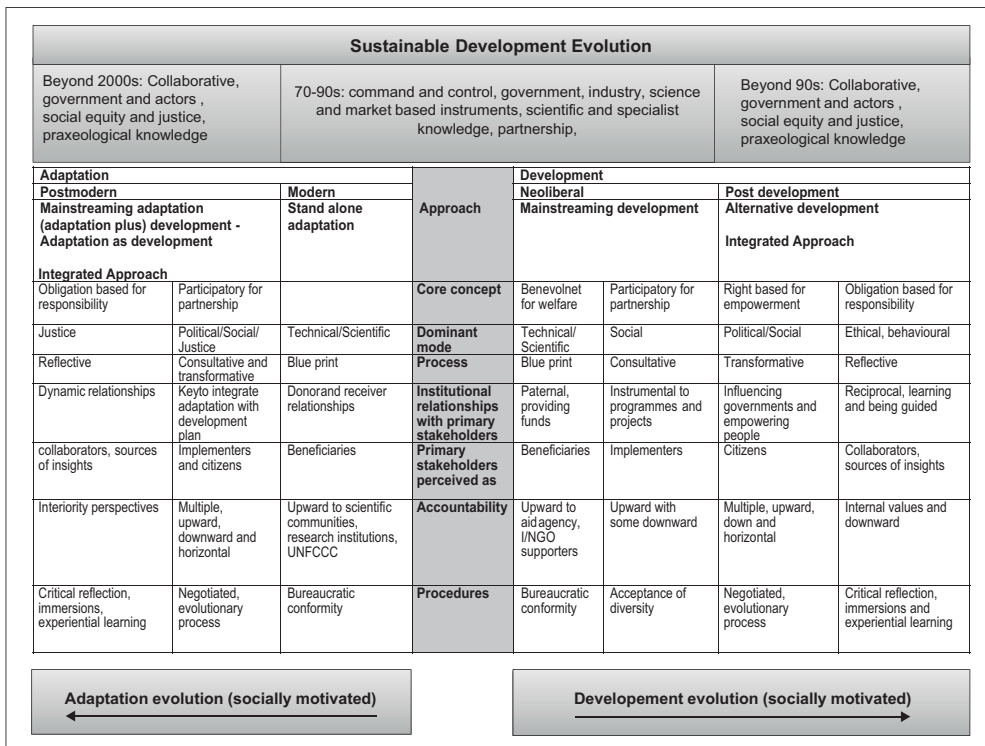 Sustainable Development Evolution
Beyond 2000s: Collaborative,
government and actors ,
social equity and justice,
praxeological knowledge
70-90s: command and control, government, industry, science
and market based instruments, scientific and specialist
knowledge, partnership,
Beyond 90s: Collaborative,
government and actors ,
social equity and justice,
praxeological knowledge
Adaptation
Development
Postmodern
Modern
Neoliberal
Post development
Mainstreaming adaptation
(adaptation plus) development -
Adaptation as development
Integrated Approach
Stand alone
adaptation
Approach
Mainstreaming development
Alternative development
Integrated Approach
Obligation based for
responsibility
Participatory for
partnership
Core concept
Benevolnet
for welfare
Participatory for
partnership
Right based for
empowerment
Obligation based for
responsibility
Justice
Political/Social/
Justice
Technical/Scientific
Dominant
mode
Technical/
Scientific
Social
Political/Social
Ethical, behavioural
Reflective
Consultative and
transformative
Blue print
Process
Blue print
Consultative
Transformative
Reflective
Dynamic relationships
Keyto integrate
adaptation with
development
plan
Donorand receiver
relationships
Institutional
relationships
with primary
stakeholders
Paternal,
providing
funds
Instrumental to
programmes and
projects
Influencing
governments and
empowering
people
Reciprocal, learning
and being guided
collaborators, sources
of insights
Implementers
and citizens
Beneficiaries
Primary
stakeholders
perceived as
Beneficiaries
Implementers
Citizens
Collaborators,
sources of insights
Interiority perspectives
Multiple,
upward,
downward and
horizontal
Upward to scientific
communities,
research institutions,
UNFCCC
Accountability
Upward to
aidagency,
I/NGO
supporters
Upward with
some downward
Multiple, upward,
down and
horizontal
Internal values and
downward
Critical reflection,
immersions,
experiential learning
Negotiated,
evolutionary
process
Bureaucratic
conformity
Procedures
Bureaucratic
conformity
Acceptance of
diversity
Negotiated,
evolutionary
process
Critical reflection,
immersions and
experiential learning
Adaptation evolution (socially motivated)
Developement evolution (socially motivated)